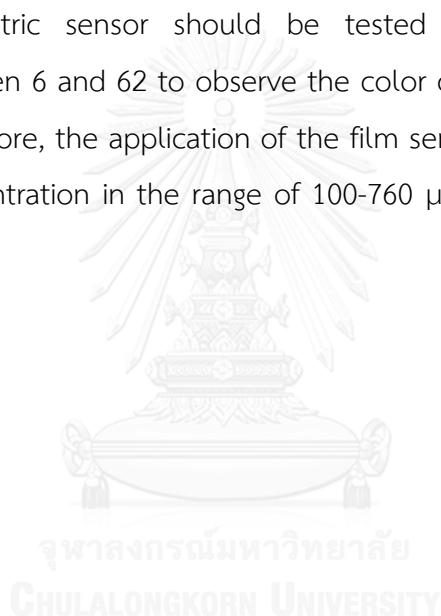 tric sensor should be tested
en 6 and 62 to observe the color
ore, the application of the film
ntration in the range of 100-760
จุฬาลงกรณ์มหาวิทยาลัย
CHULALONGKORN UNIVERSITY